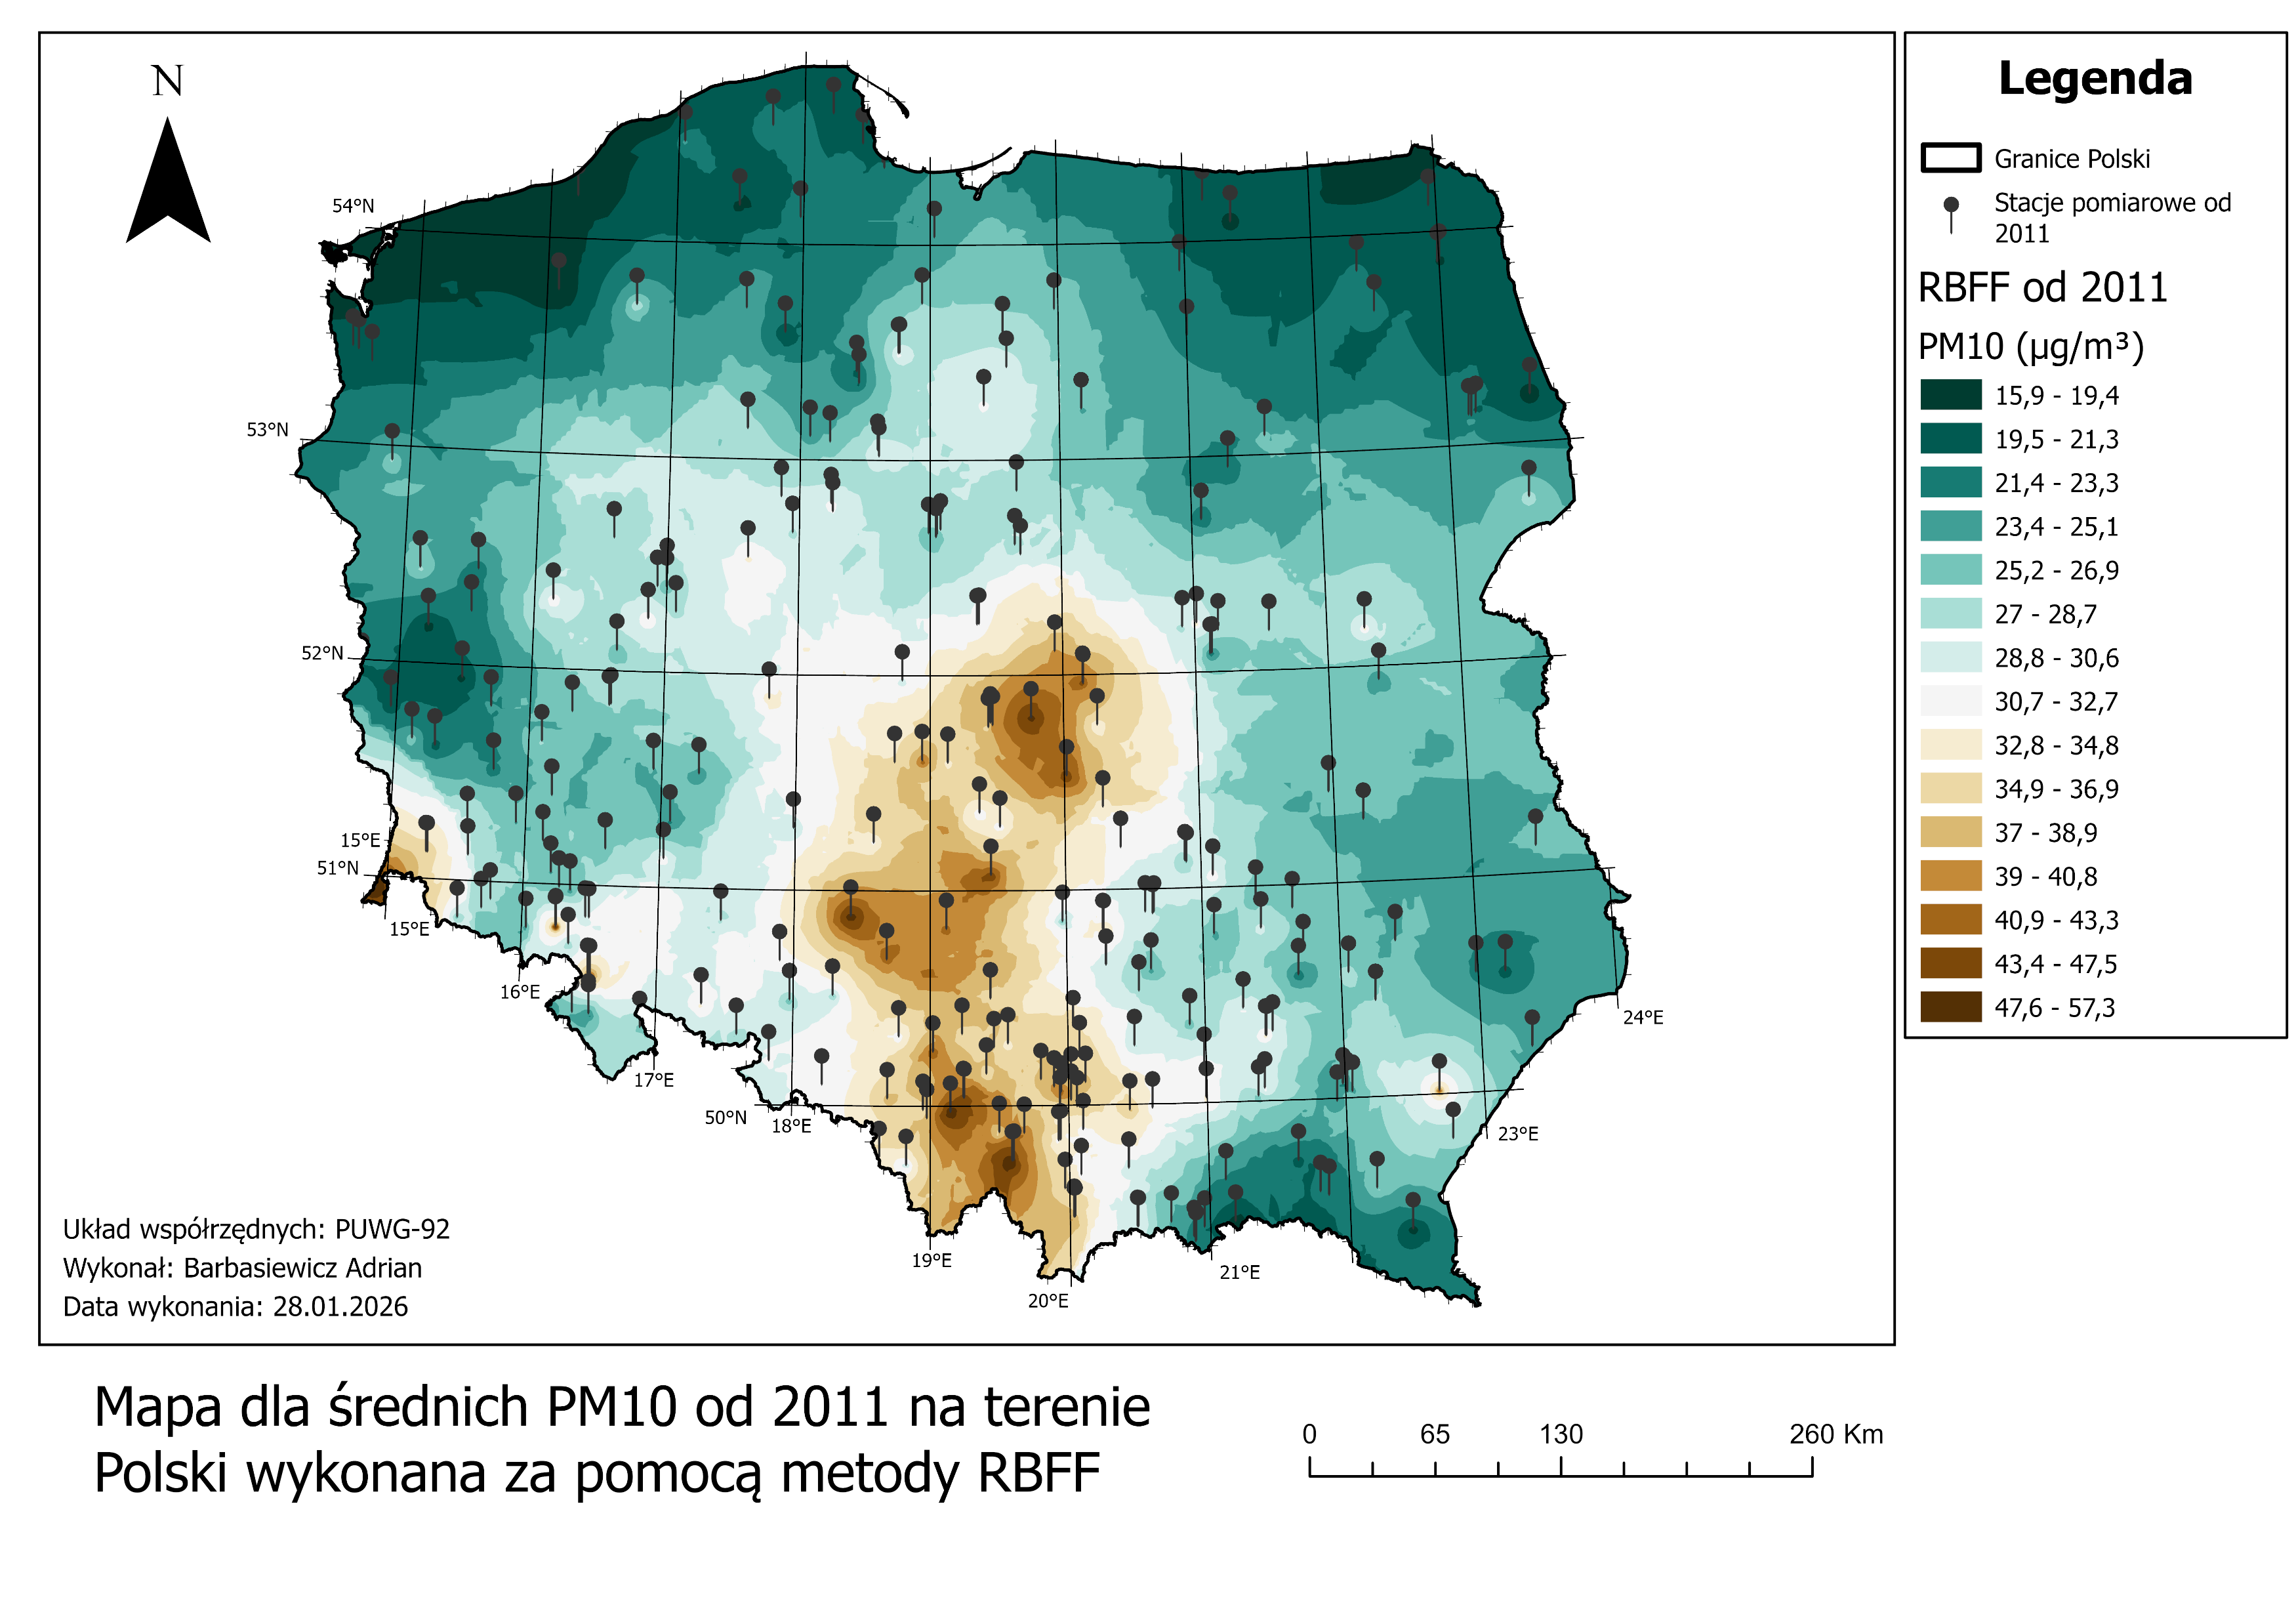 N
54°N
53°N
52°N
15°E
51°N
15°E
16°E
17°E
50°N
18°E
19°E
20°E
21°E
23°E
24°E
Układ współrzędnych: PUWG-92
Wykonał: Barbasiewicz Adrian
Data wykonania: 28.01.2026
Legenda
Granice Polski
Stacje pomiarowe od
2011
RBFF od 2011
PM10 (µg/m³)
15,9 - 19,4
19,5 - 21,3
21,4 - 23,3
23,4 - 25,1
25,2 - 26,9
27 - 28,7
28,8 - 30,6
30,7 - 32,7
32,8 - 34,8
34,9 - 36,9
37 - 38,9
39 - 40,8
40,9 - 43,3
43,4 - 47,5
47,6 - 57,3
Mapa dla średnich PM10 od 2011 na terenie
Polski wykonana za pomocą metody RBFF
0 65 130 260 Km